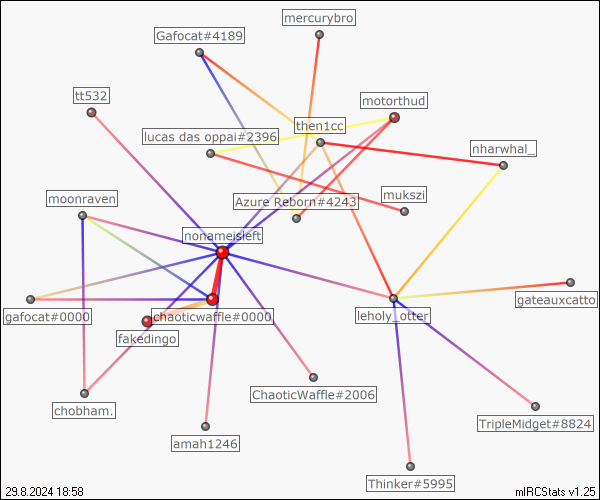 mercurybro
Gafocat#4189
tt532
motorthud
then1cc
lucas das oppai#2396
nharwhal_
moonraven
mukszi
Azure Reborn#4243
nonameisleft
gateauxcatto
gafocat#0000
chaoticwaffle#0000
leholy_otter
fakedingo
ChaoticWaffle#2006
chobham.
TripleMidget#8824
amah1246
Thinker#5995
29.8.2024 18:58
mIRCStats v1.25